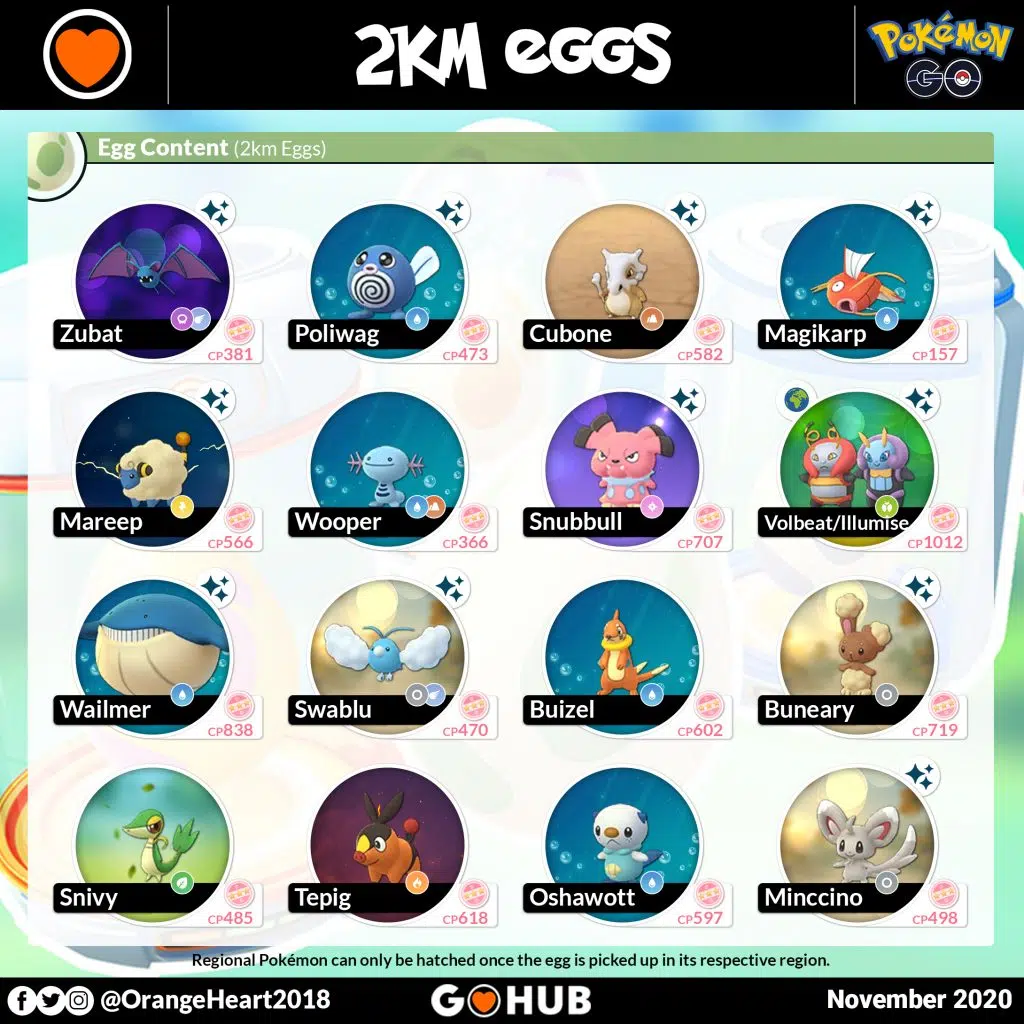 2KM EGGS
POKÉMON
GO
Egg Content (2km Eggs)
Zubat
CP381
Poliwag
CP473
Cubone
CP582
Magikarp
CP157
Mareep
CP566
Wooper
CP366
Snubbull
CP707
Volbeat/Illumise
CP1012
Wailmer
CP838
Swablu
CP470
Buizel
CP602
Buneary
CP719
Snivy
CP485
Tepig
CP618
Oshawott
CP597
Minccino
CP498
Regional Pokémon can only be hatched once the egg is picked up in its respective region.
@OrangeHeart2018
GO HUB
November 2020